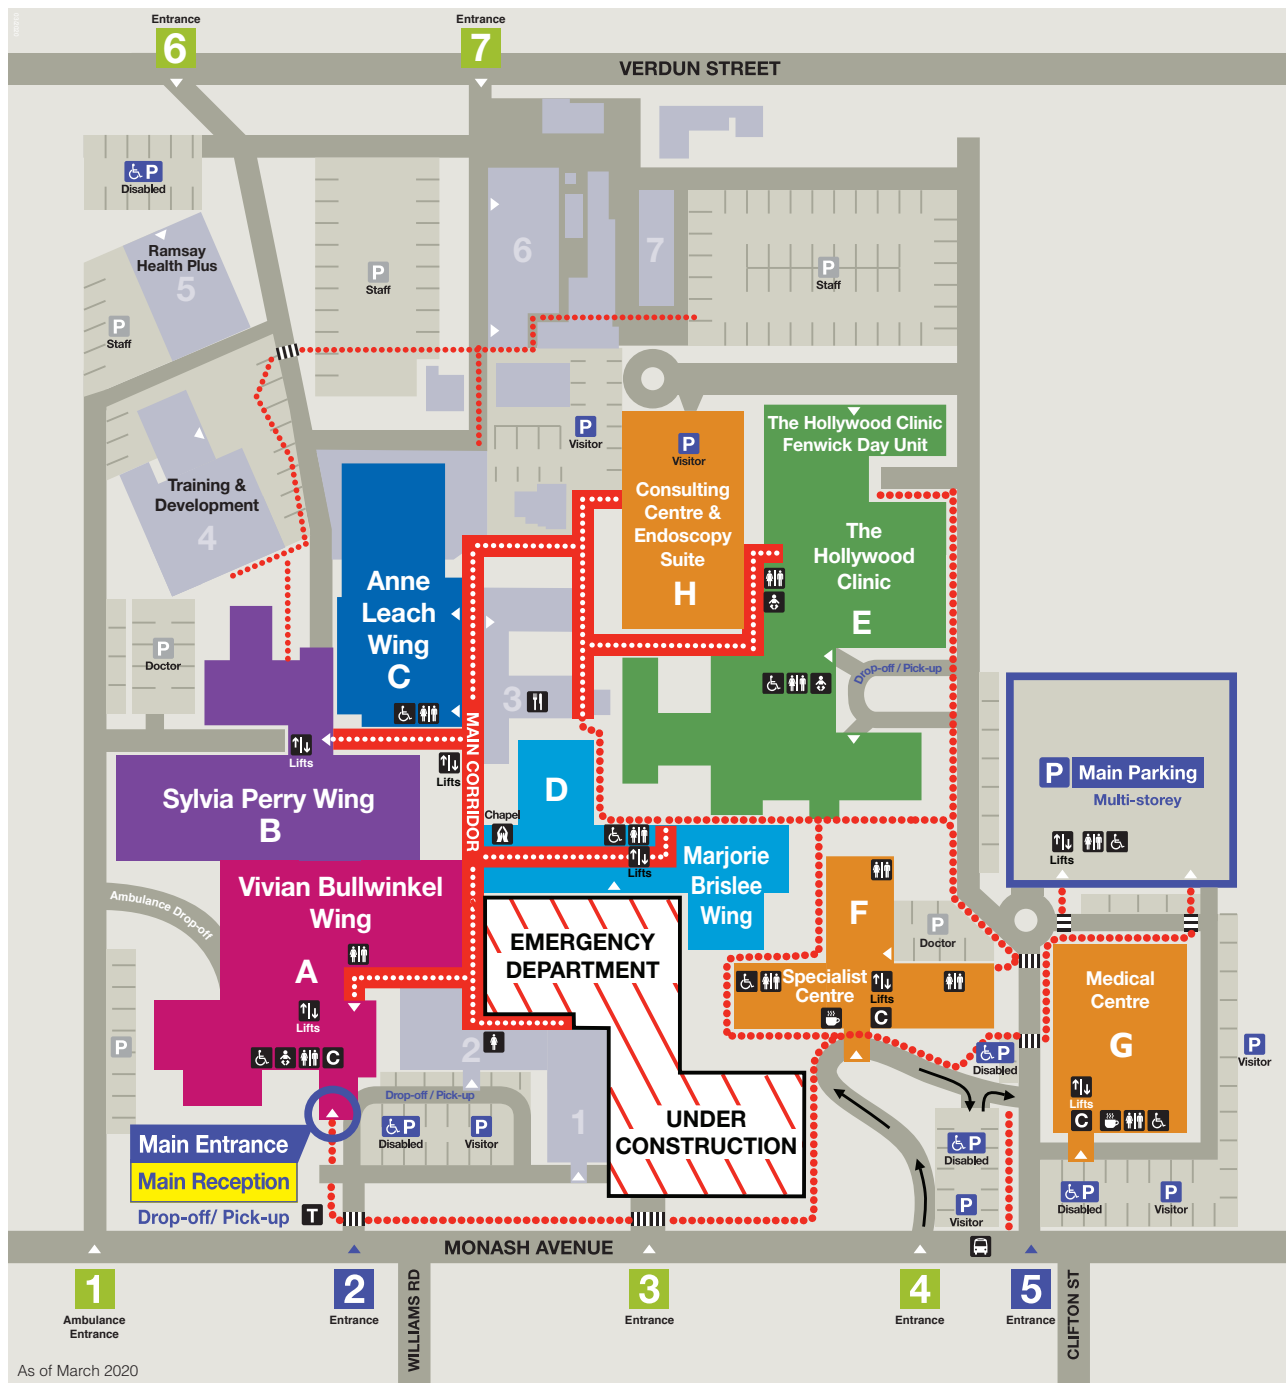 Entrance
6
Entrance
7
VERDUN STREET
P
Disabled
Ramsay
Health Plus
5
P
Staff
6
7
P
Staff
P
Staff
P
Visitor
P
Visitor
The Hollywood Clinic
Fenwick Day Unit
Training &
Development
4
Consulting
Centre &
Endoscopy
Suite
H
The
Hollywood
Clinic
E
Anne
Leach
Wing
C
P
Doctor
3
Drop-off / Pick-up
MAIN CORRIDOR
Lifts
Lifts
P Main Parking
Multi-storey
Lifts
Sylvia Perry Wing
B
D
Chapel
Lifts
Marjorie
Brislee
Wing
Vivian Bullwinkel
Wing
A
Ambulance Drop-off
Lifts
C
EMERGENCY
DEPARTMENT
F
P
Doctor
Specialist
Centre
Lifts
C
Medical
Centre
G
Lifts
C
P
P
Visitor
2
P
Disabled
Drop-off / Pick-up
P
Disabled
P
Visitor
1
UNDER
CONSTRUCTION
Main Entrance
Main Reception
Drop-off/ Pick-up
T
P
Disabled
P
Visitor
P
Disabled
P
Visitor
MONASH AVENUE
1
Ambulance
Entrance
2
Entrance
WILLIAMS RD
3
Entrance
4
Entrance
5
Entrance
CLIFTON ST
As of March 2020